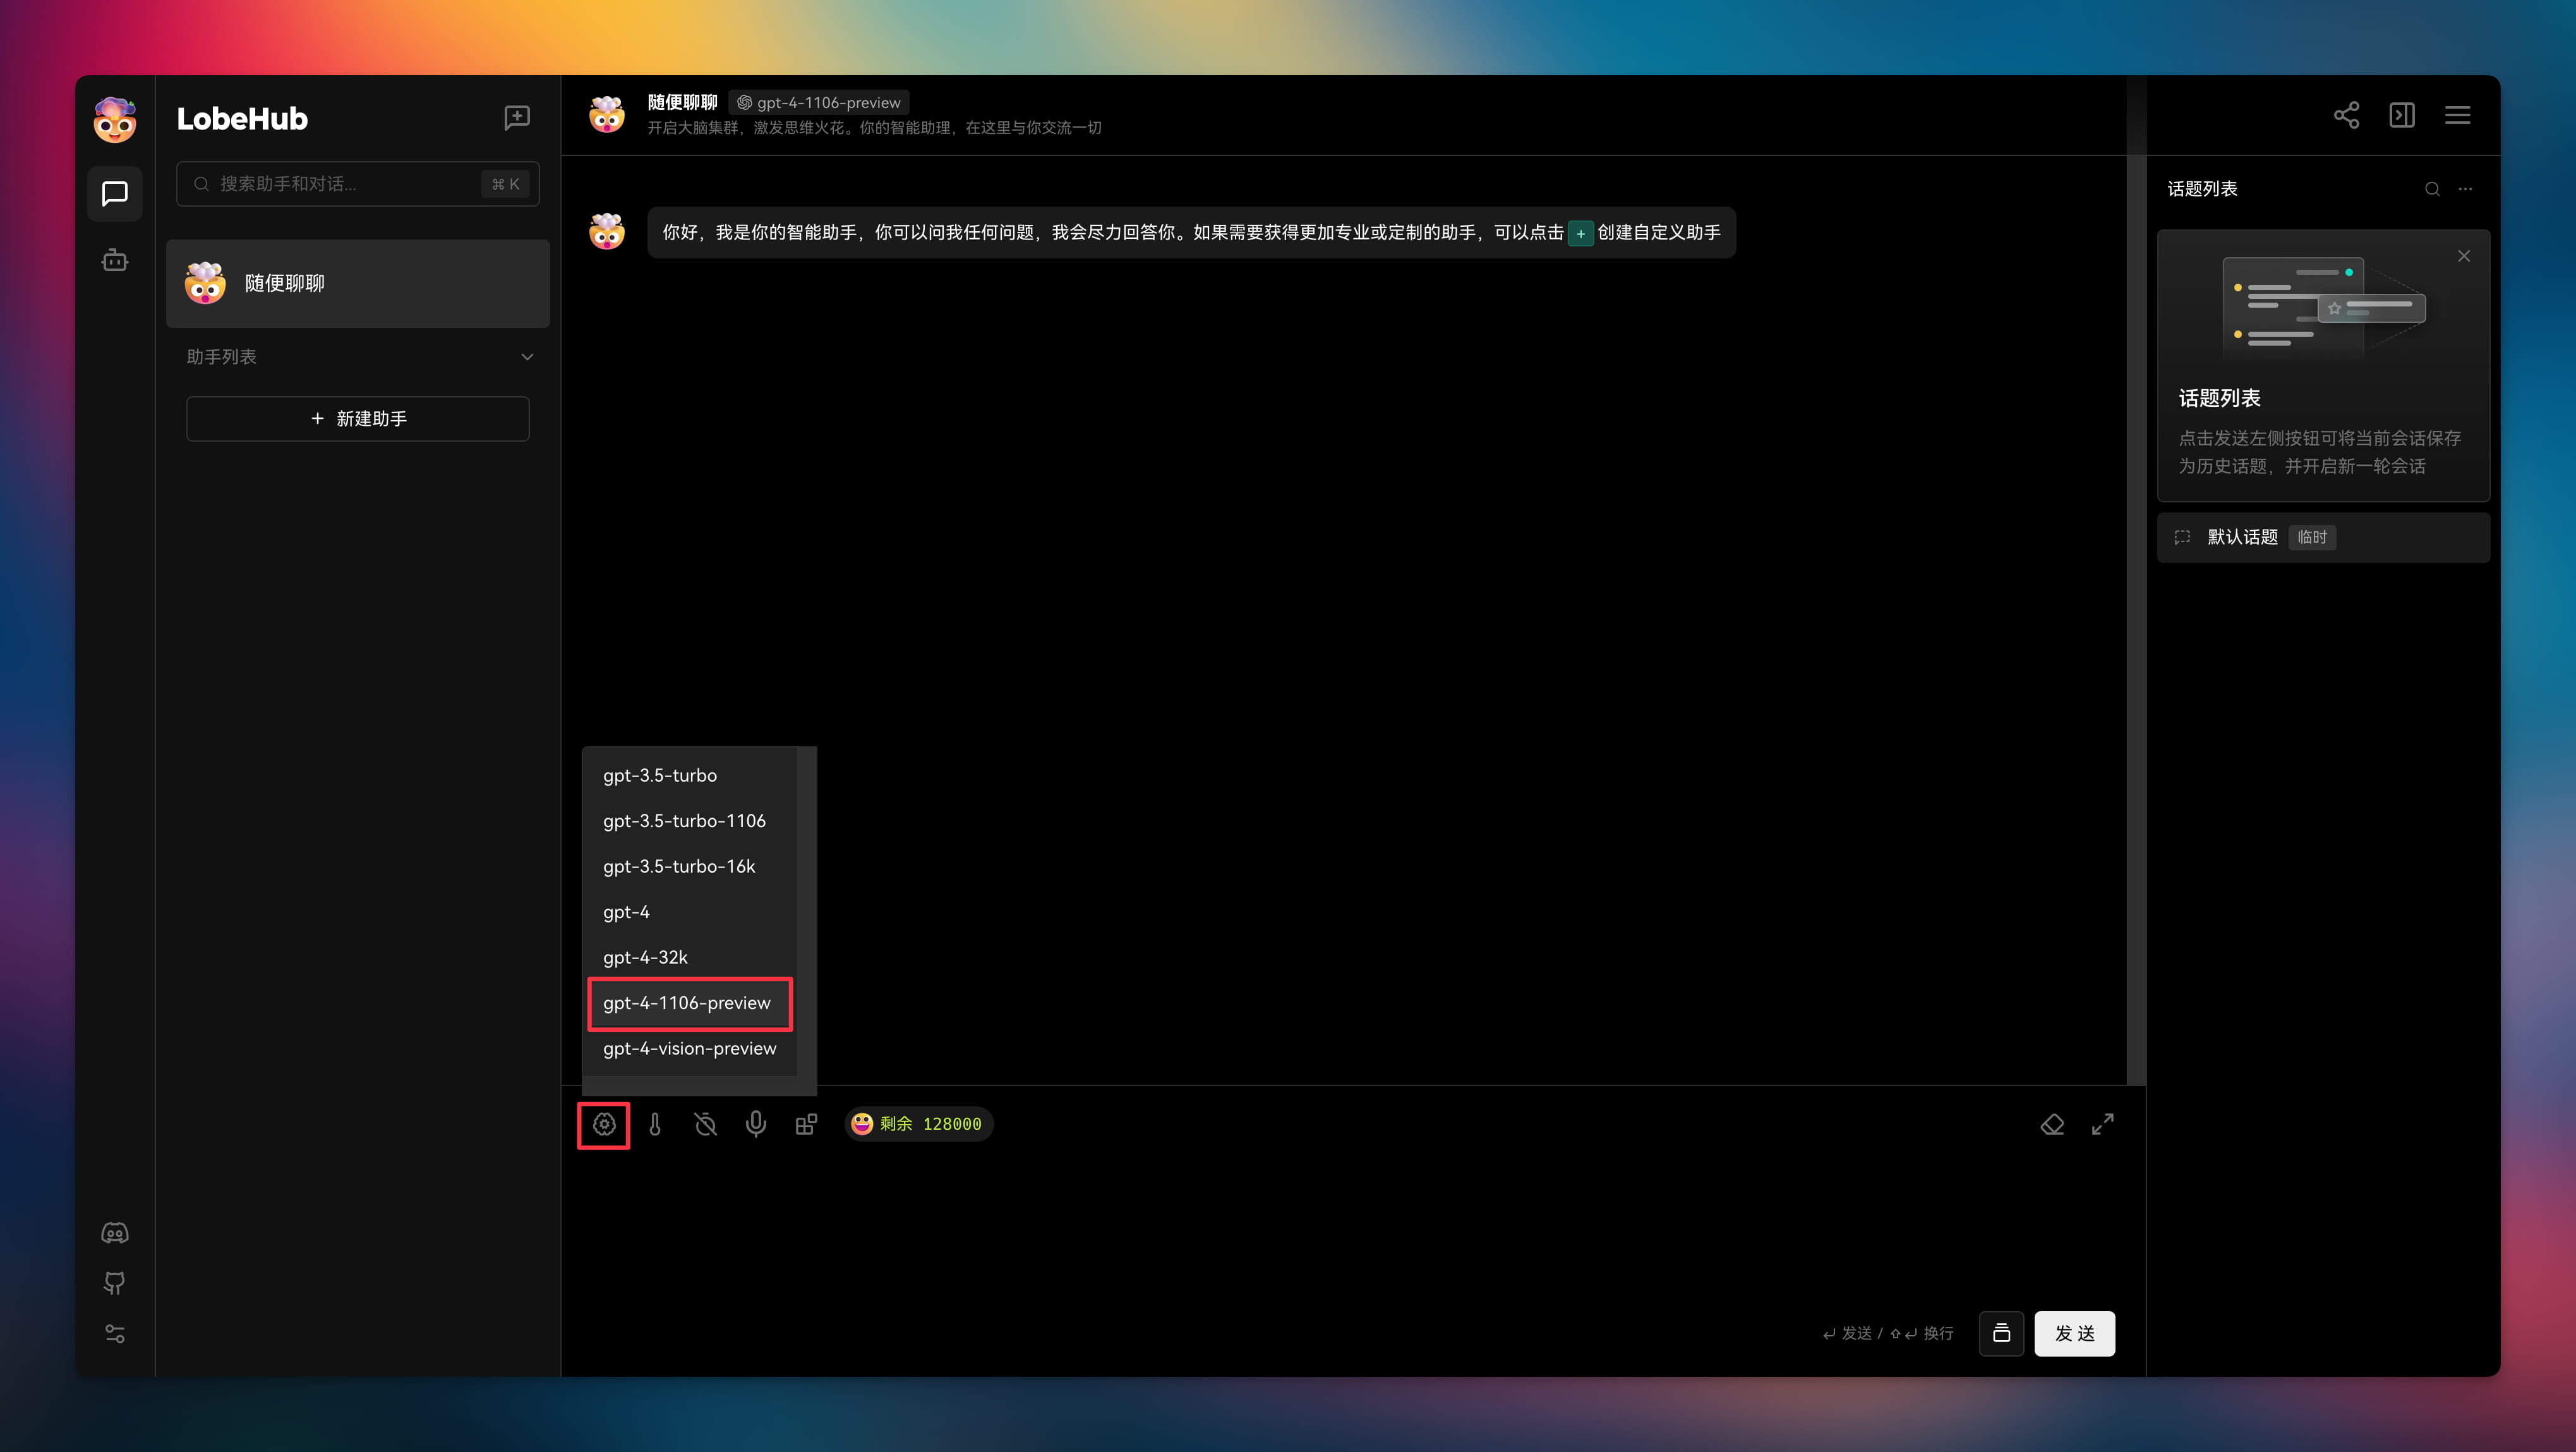 LobeHub
搜索助手和对话...
⌘ K
随便聊聊
助手列表
+ 新建助手
随便聊聊 gpt-4-1106-preview
开启大脑集群，激发思维火花。你的智能助理，在这里与你交流一切
你好，我是你的智能助手，你可以问我任何问题，我会尽力回答你。如果需要获得更加专业或定制的助手，可以点击 + 创建自定义助手
gpt-3.5-turbo
gpt-3.5-turbo-1106
gpt-3.5-turbo-16k
gpt-4
gpt-4-32k
gpt-4-1106-preview
gpt-4-vision-preview
剩余 128000
↵ 发送 / ⇧ ↵ 换行
发 送
话题列表
话题列表
点击发送左侧按钮可将当前会话保存
为历史话题，并开启新一轮会话
默认话题 临时